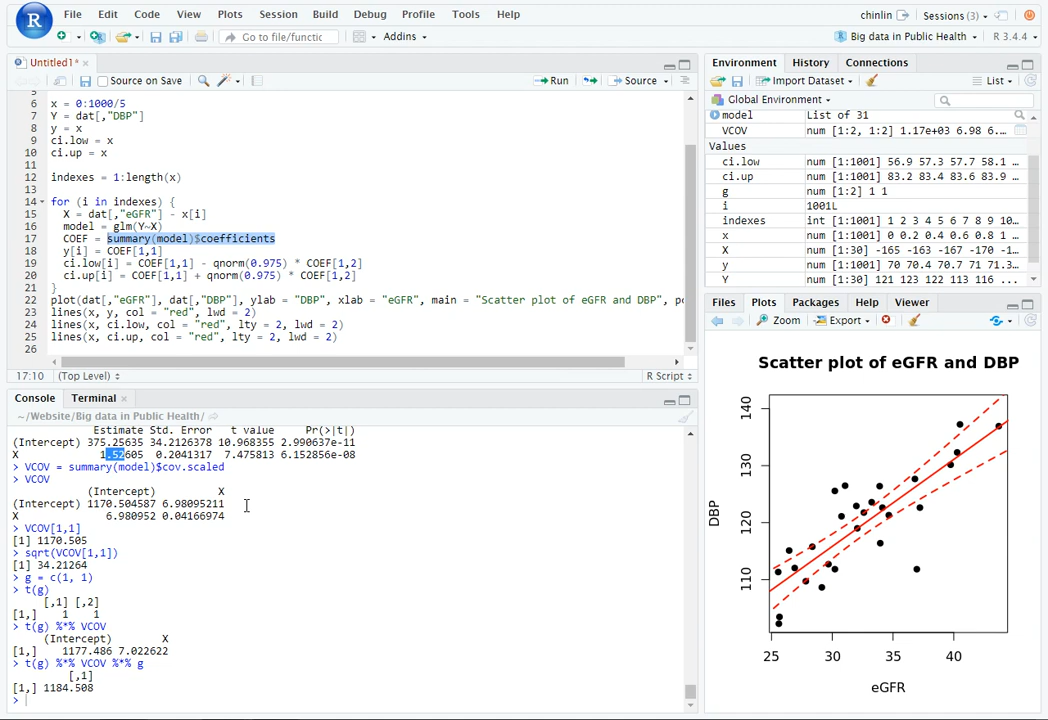 File Edit Code View Plots Session Build Debug Profile Tools Help
chinlin Sessions (3)
Go to file/functic Addins
Big data in Public Health R 3.4.4
Untitled1*
Source on Save Run Source
6 x = 0:1000/5
7 Y = dat[,"DBP"]
8 y = x
9 ci.low = x
10 ci.up = x
11
12 indexes = 1:length(x)
13
14 for (i in indexes) {
15 X = dat[,"eGFR"] - x[i]
16 model = glm(Y~X)
17 COEF = summary(model)$coefficients
18 y[i] = COEF[1,1]
19 ci.low[i] = COEF[1,1] - qnorm(0.975) * COEF[1,2]
20 ci.up[i] = COEF[1,1] + qnorm(0.975) * COEF[1,2]
21 }
22 plot(dat[,"eGFR"], dat[,"DBP"], ylab = "DBP", xlab = "eGFR", main = "Scatter plot of eGFR and DBP", pc
23 lines(x, y, col = "red", lwd = 2)
24 lines(x, ci.low, col = "red", lty = 2, lwd = 2)
25 lines(x, ci.up, col = "red", lty = 2, lwd = 2)
26
17:10 (Top Level) R Script
Console Terminal
~/Website/Big data in Public Health/
Estimate Std. Error t value Pr(>|t|)
(Intercept) 375.25635 34.2126378 10.968355 2.990637e-11
X 1.52605 0.2041317 7.475813 6.152856e-08
> VCOV = summary(model)$cov.scaled
> VCOV
(Intercept) X
(Intercept) 1170.504587 6.98095211
X 6.980952 0.04166974
> VCOV[1,1]
[1] 1170.505
> sqrt(VCOV[1,1])
[1] 34.21264
> g = c(1, 1)
> t(g)
[,1] [,2]
[1,] 1 1
> t(g) %*% VCOV
(Intercept) X
[1,] 1177.486 7.022622
> t(g) %*% VCOV %*% g
[,1]
[1,] 1184.508
>
Environment History Connections
Import Dataset List
Global Environment
model List of 31
VCOV num [1:2, 1:2] 1.17e+03 6.98 6...
Values
ci.low num [1:1001] 56.9 57.3 57.7 58.1 ...
ci.up num [1:1001] 83.2 83.4 83.6 83.9 ...
g num [1:2] 1 1
i 1001L
indexes int [1:1001] 1 2 3 4 5 6 7 8 9 10...
x num [1:1001] 0 0.2 0.4 0.6 0.8 1 ...
X num [1:30] -165 -163 -167 -170 -1...
y num [1:1001] 70 70.4 70.7 71 71.3...
Y num [1:30] 121 123 122 113 116 ...
Files Plots Packages Help Viewer
Zoom Export
Scatter plot of eGFR and DBP
DBP
140
130
120
110
25 30 35 40
eGFR